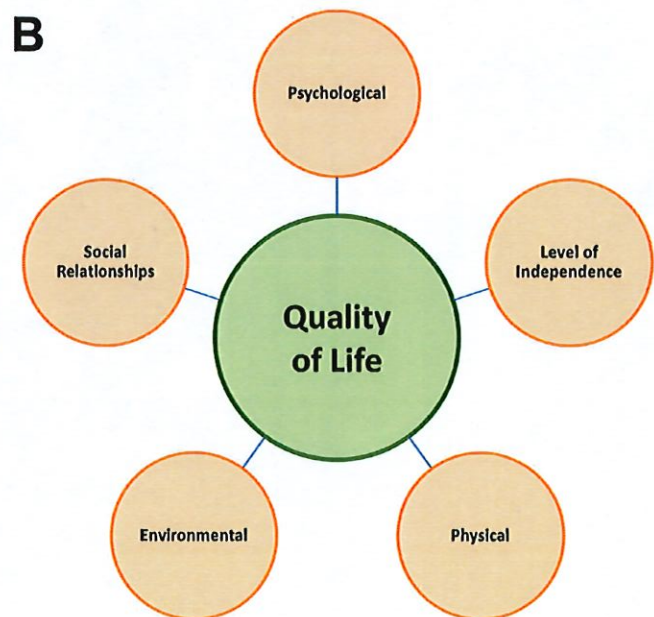 B
Psychological
Social
Relationships
Level of
Independence
Quality
of Life
Environmental
Physical